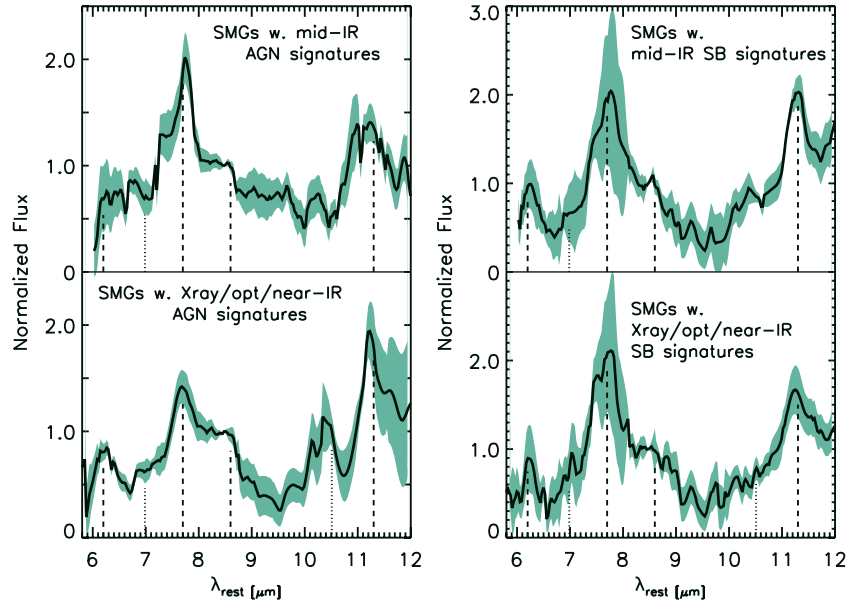 SMGs w. mid-IR
AGN signatures
SMGs w.
mid-IR SB signatures
2.0
1.0
0
3.0
2.0
1.0
0
Normalized Flux
Normalized Flux
SMGs w. Xray/opt/near-IR
AGN signatures
SMGs w.
Xray/opt/near-IR
SB signatures
2.0
1.0
0
2.0
1.0
0
6 7 8 9 10 11 12
6 7 8 9 10 11 12
λrest [μm]
λrest [μm]